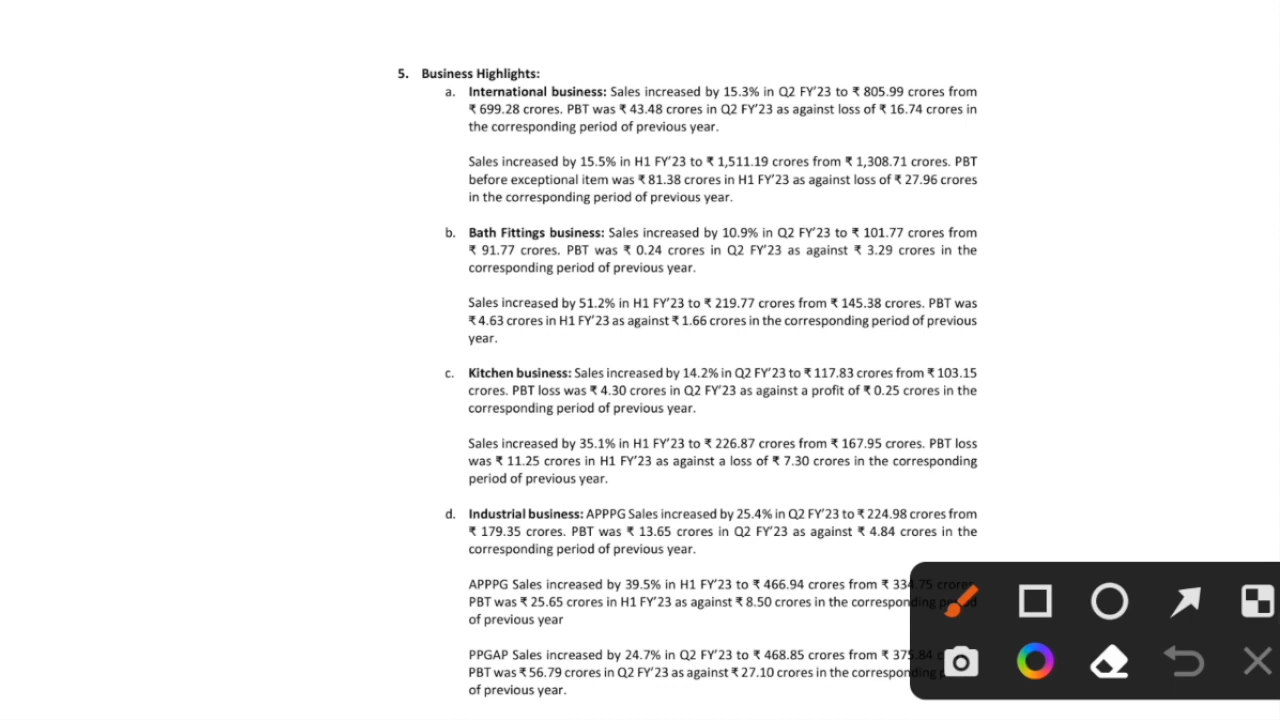 5. Business Highlights:
a. International business: Sales increased by 15.3% in Q2 FY'23 to ₹ 805.99 crores from
₹ 699.28 crores. PBT was ₹ 43.48 crores in Q2 FY'23 as against loss of ₹ 16.74 crores in
the corresponding period of previous year.
Sales increased by 15.5% in H1 FY'23 to ₹ 1,511.19 crores from ₹ 1,308.71 crores. PBT
before exceptional item was ₹ 81.38 crores in H1 FY'23 as against loss of ₹ 27.96 crores
in the corresponding period of previous year.
b. Bath Fittings business: Sales increased by 10.9% in Q2 FY'23 to ₹ 101.77 crores from
₹ 91.77 crores. PBT was ₹ 0.24 crores in Q2 FY'23 as against ₹ 3.29 crores in the
corresponding period of previous year.
Sales increased by 51.2% in H1 FY'23 to ₹ 219.77 crores from ₹ 145.38 crores. PBT was
₹ 4.63 crores in H1 FY'23 as against ₹ 1.66 crores in the corresponding period of previous
year.
c. Kitchen business: Sales increased by 14.2% in Q2 FY'23 to ₹ 117.83 crores from ₹ 103.15
crores. PBT loss was ₹ 4.30 crores in Q2 FY'23 as against a profit of ₹ 0.25 crores in the
corresponding period of previous year.
Sales increased by 35.1% in H1 FY'23 to ₹ 226.87 crores from ₹ 167.95 crores. PBT loss
was ₹ 11.25 crores in H1 FY'23 as against a loss of ₹ 7.30 crores in the corresponding
period of previous year.
d. Industrial business: APPPG Sales increased by 25.4% in Q2 FY'23 to ₹ 224.98 crores from
₹ 179.35 crores. PBT was ₹ 13.65 crores in Q2 FY'23 as against ₹ 4.84 crores in the
corresponding period of previous year.
APPPG Sales increased by 39.5% in H1 FY'23 to ₹ 466.94 crores from ₹ 334.75 crores.
PBT was ₹ 25.65 crores in H1 FY'23 as against ₹ 8.50 crores in the corresponding
of previous year
PPGAP Sales increased by 24.7% in Q2 FY'23 to ₹ 468.85 crores from ₹ 375.84
PBT was ₹ 56.79 crores in Q2 FY'23 as against ₹ 27.10 crores in the corresponding
of previous year.